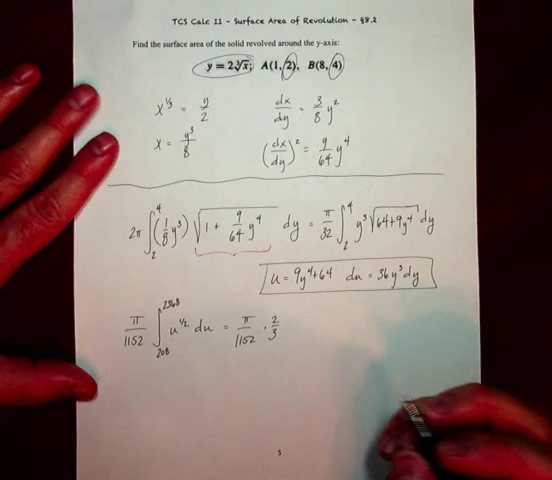 TCS Calc II - Surface Area of Revolution - §8.2
Find the surface area of the solid revolved around the y-axis:
y = 2∛x; A(1, 2), B(8, 4)
x^(1/3) = y/2    dx/dy = 3/8 y²
x = y³/8    (dx/dy)² = 9/64 y⁴
2π ∫₂⁴ (1/8 y³) √(1 + 9/64 y⁴) dy = π/32 ∫₂⁴ y³ √(64+9y⁴) dy
u = 9y⁴+64    du = 36y³dy
π/1152 ∫₂₀₈²³⁶⁸ u^(1/2) du = π/1152 · 2/3
5